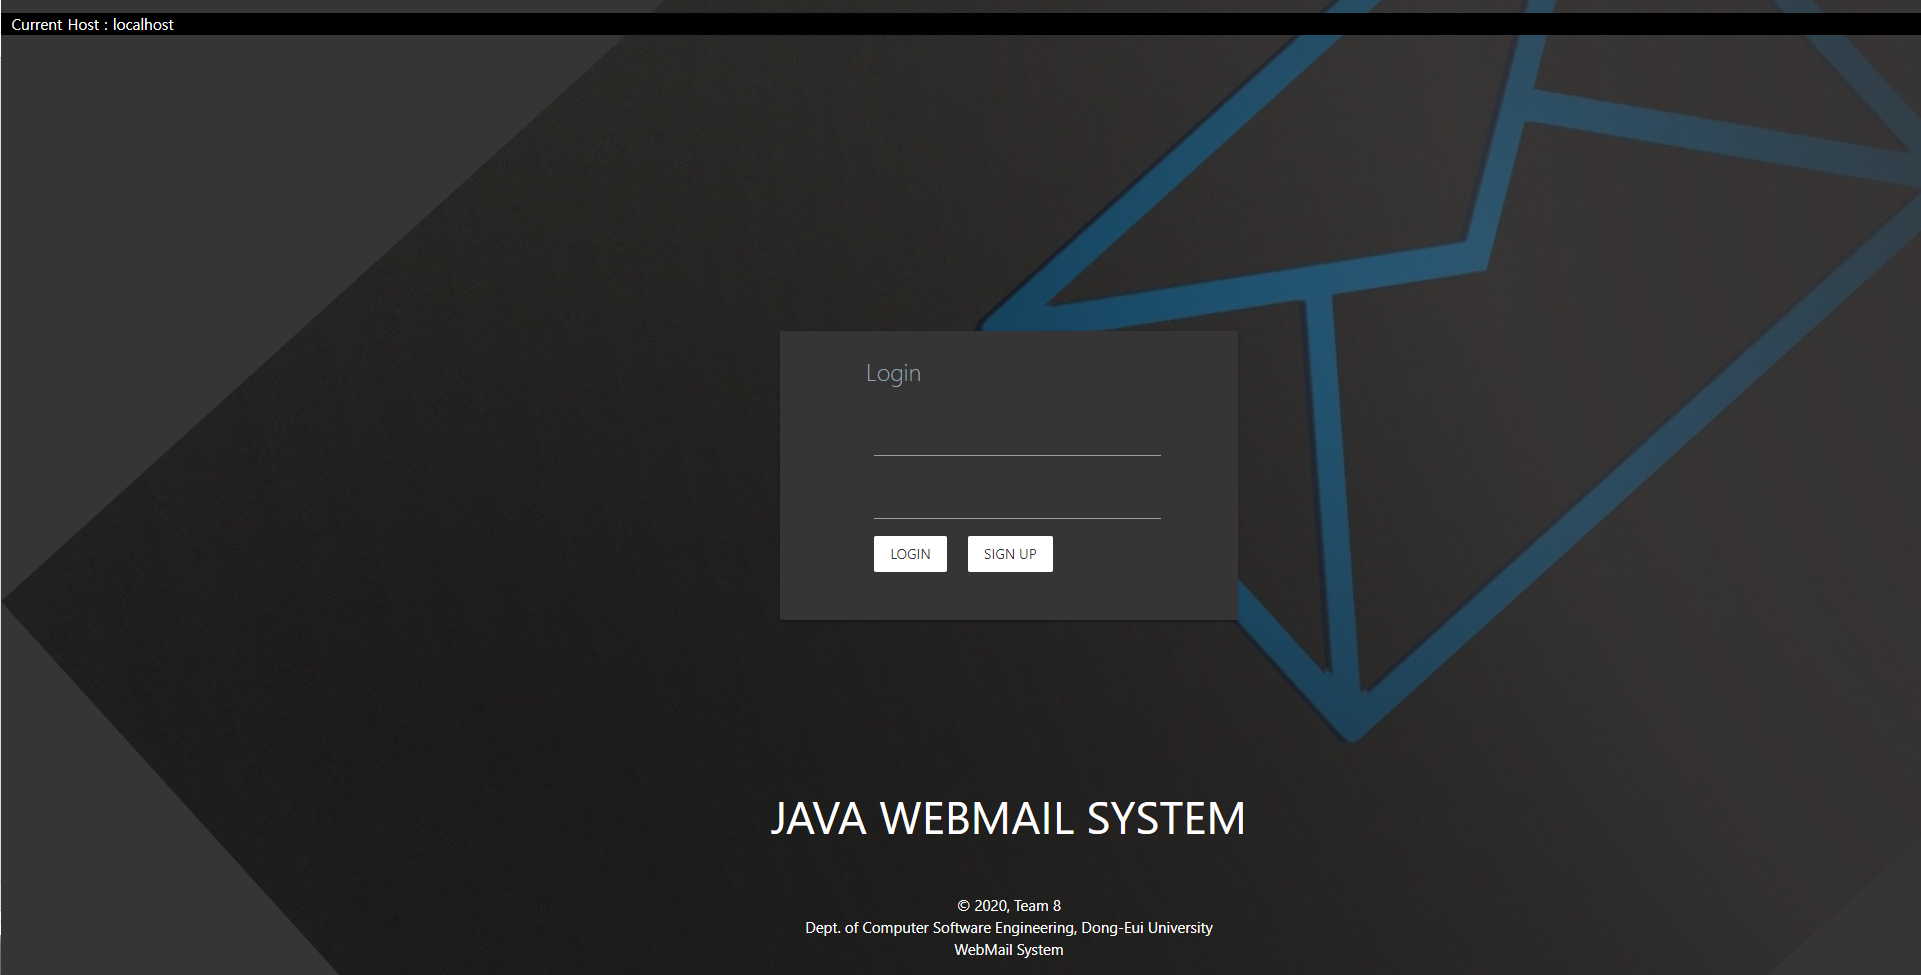 Current Host : localhost
Login
LOGIN
SIGN UP
JAVA WEBMAIL SYSTEM
© 2020, Team 8
Dept. of Computer Software Engineering, Dong-Eui University
WebMail System